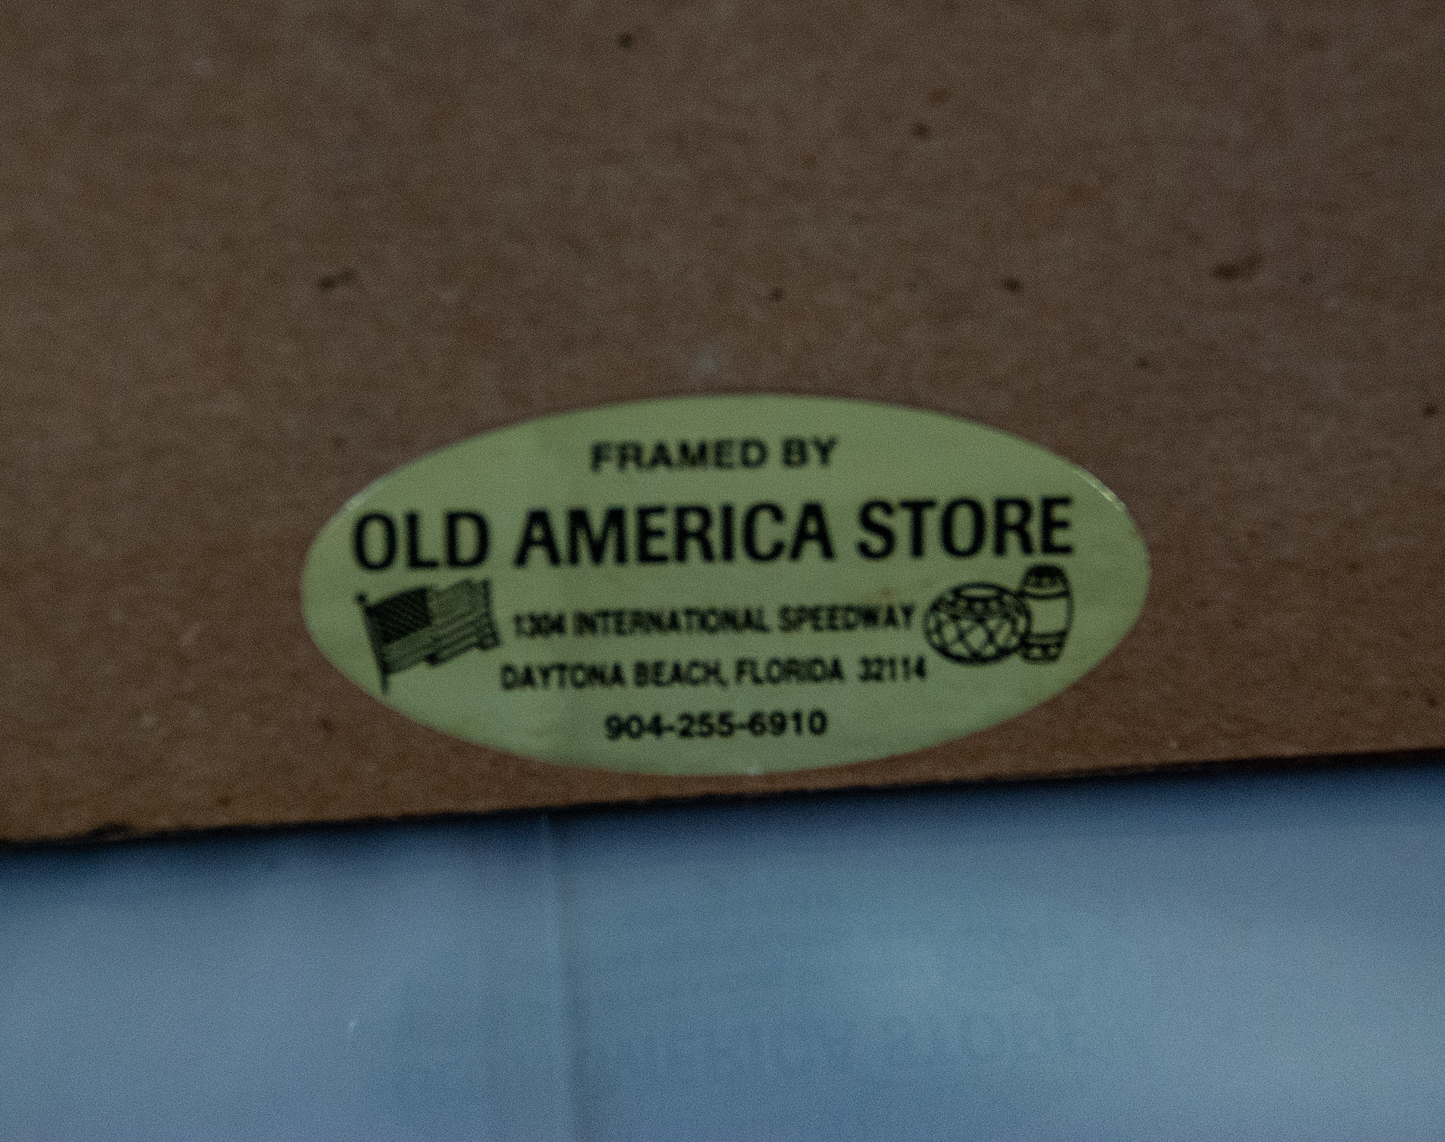 FRAMED BY
OLD AMERICA STORE
1304 INTERNATIONAL SPEEDWAY
DAYTONA BEACH, FLORIDA 32114
904-255-6910